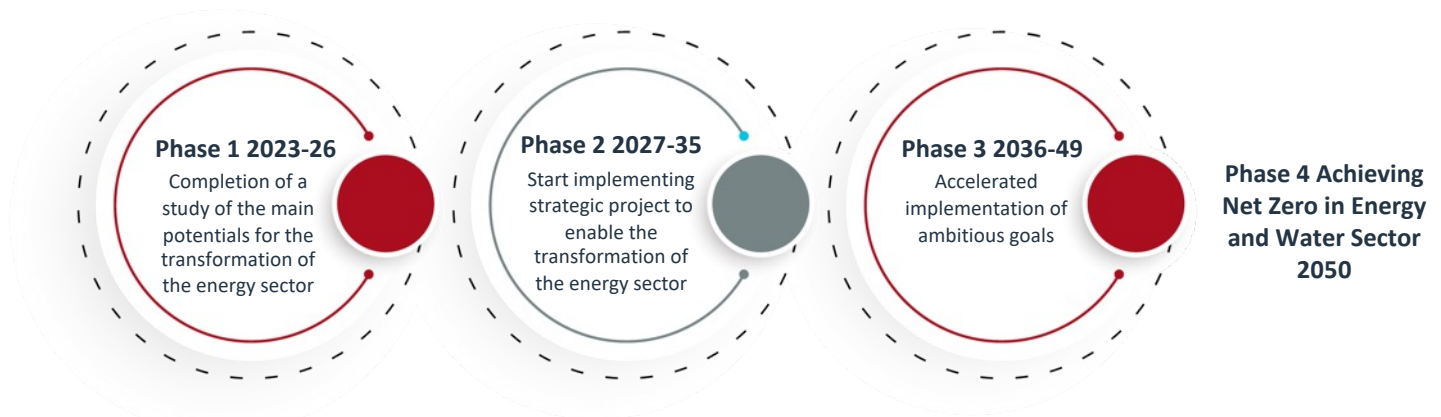 Phase 1 2023-26
Completion of a
study of the main
potentials for the
transformation of
the energy sector
Phase 2 2027-35
Start implementing
strategic project to
enable the
transformation of
the energy sector
Phase 3 2036-49
Accelerated
implementation of
ambitious goals
Phase 4 Achieving
Net Zero in Energy
and Water Sector
2050